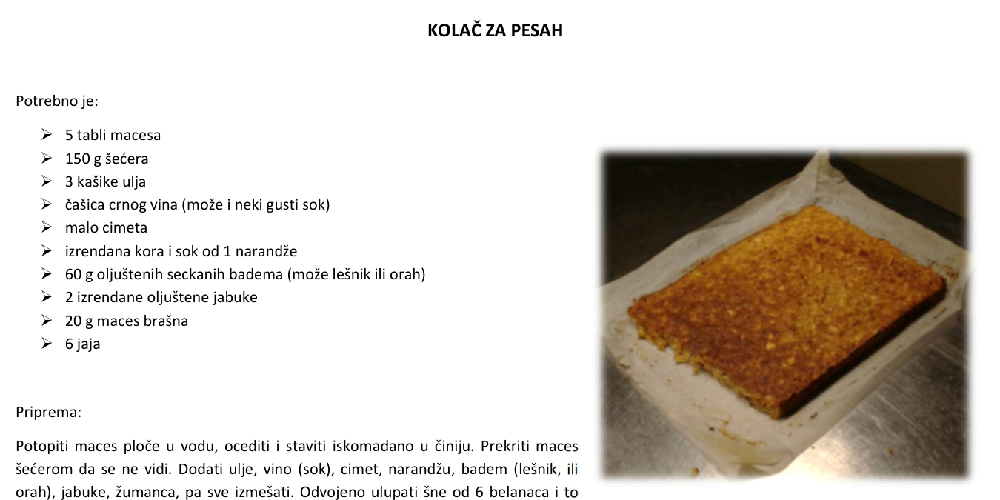 KOLAČ ZA PESAH
Potrebno je:
➢ 5 tabli macesa
➢ 150 g šećera
➢ 3 kašike ulja
➢ čašica crnog vina (može i neki gusti sok)
➢ malo cimeta
➢ izrendana kora i sok od 1 narandže
➢ 60 g oljuštenih seckanih badema (može lešnik ili orah)
➢ 2 izrendane oljuštene jabuke
➢ 20 g maces brašna
➢ 6 jaja
Priprema:
Potopiti maces ploče u vodu, ocediti i staviti iskomadano u činiju. Prekriti maces
šećerom da se ne vidi. Dodati ulje, vino (sok), cimet, narandžu, badem (lešnik, ili
orah), jabuke, žumanca, pa sve izmešati. Odvojeno ulupati šne od 6 belanaca i to